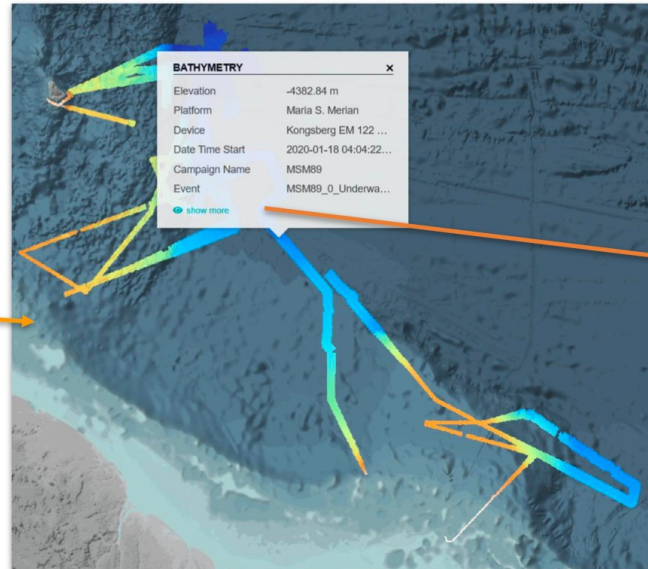 BATHYMETRY ×
Elevation -4382.84 m
Platform Maria S. Merian
Device Kongsberg EM 122 ...
Date Time Start 2020-01-18 04:04:22...
Campaign Name MSM89
Event MSM89_0_Underwa...
show more